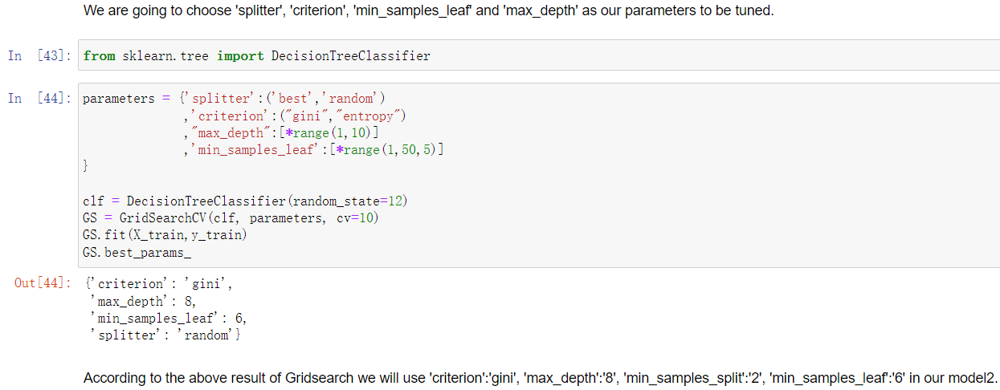 We are going to choose 'splitter', 'criterion', 'min_samples_leaf' and 'max_depth' as our parameters to be tuned.
In [43]: from sklearn.tree import DecisionTreeClassifier
In [44]: parameters = {'splitter':('best','random')
,'criterion':("gini","entropy")
,"max_depth":[*range(1,10)]
,'min_samples_leaf':[*range(1,50,5)]
}
clf = DecisionTreeClassifier(random_state=12)
GS = GridSearchCV(clf, parameters, cv=10)
GS.fit(X_train,y_train)
GS.best_params_
Out[44]: {'criterion': 'gini',
'max_depth': 8,
'min_samples_leaf': 6,
'splitter': 'random'}
According to the above result of Gridsearch we will use 'criterion':'gini', 'max_depth':'8', 'min_samples_split':'2', 'min_samples_leaf':'6' in our model2.